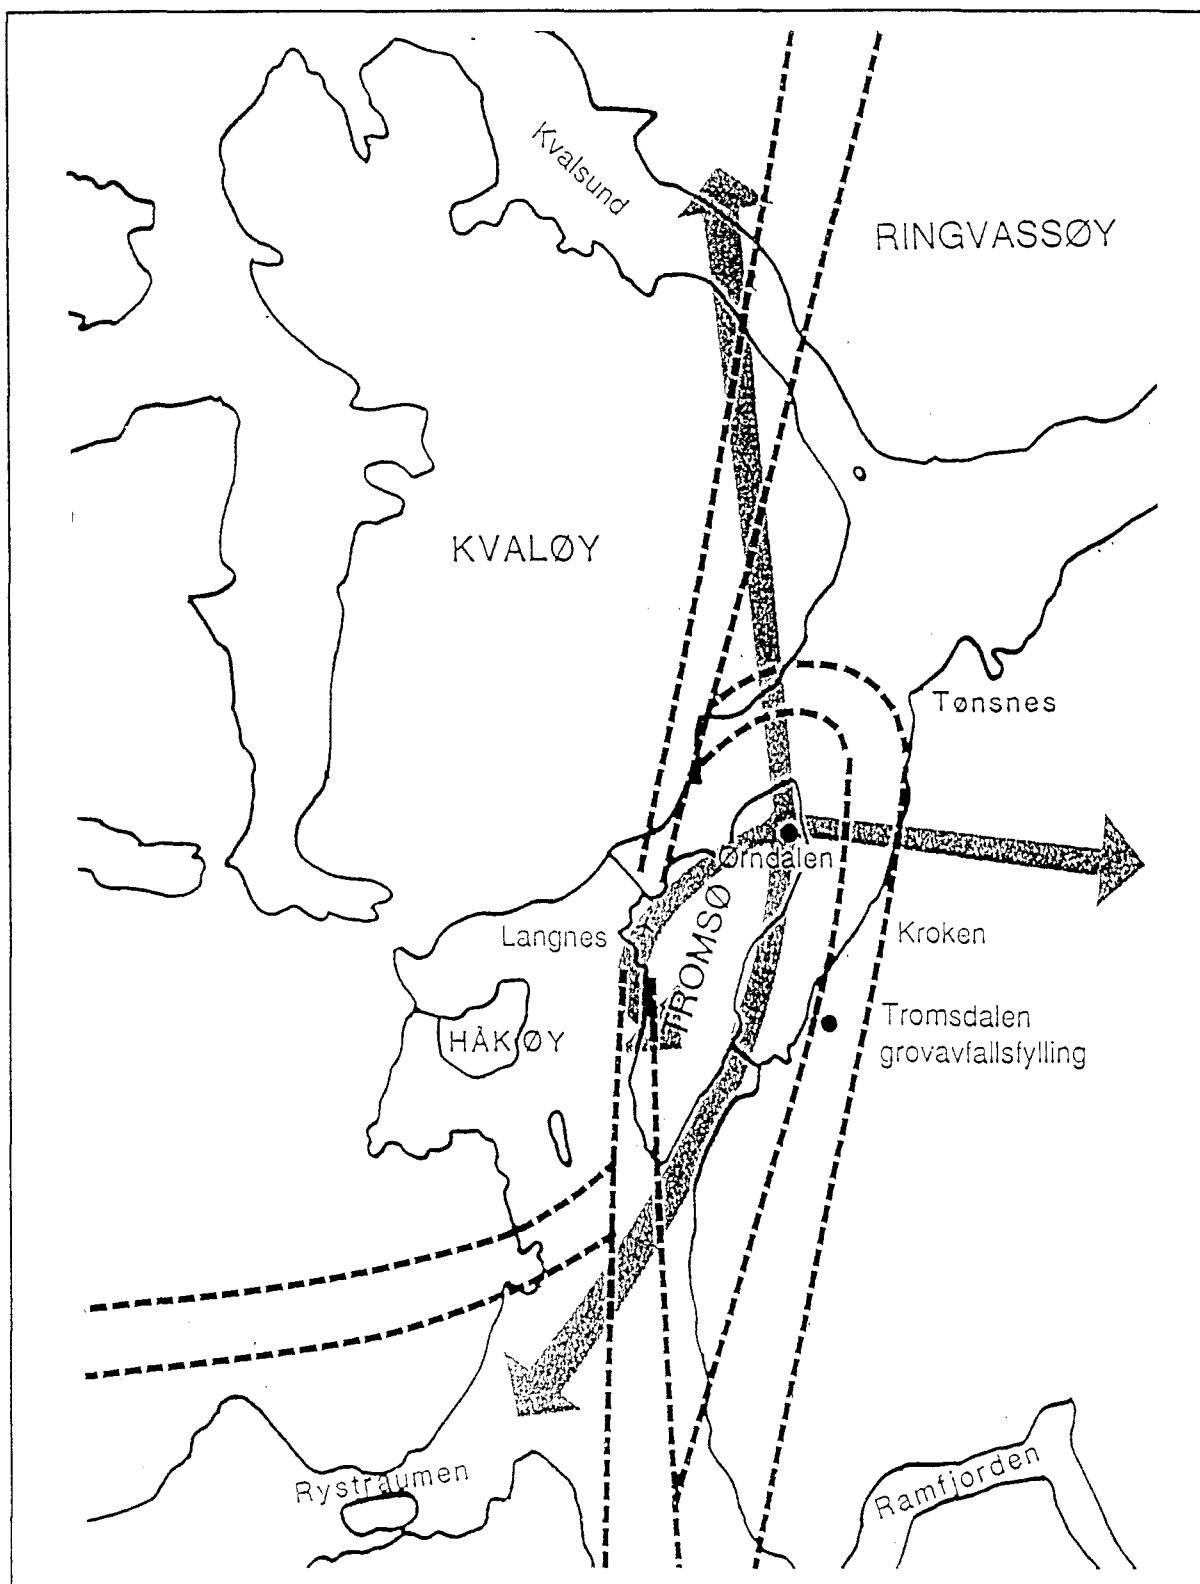 Kvalsund
RINGVASSØY
KVALØY
Tønsnes
Ørndalen
Langnes
TROMSØ
Kroken
HÅKØY
Tromsdalen
grovavfallsfylling
Rystraumen
Ramfjorden